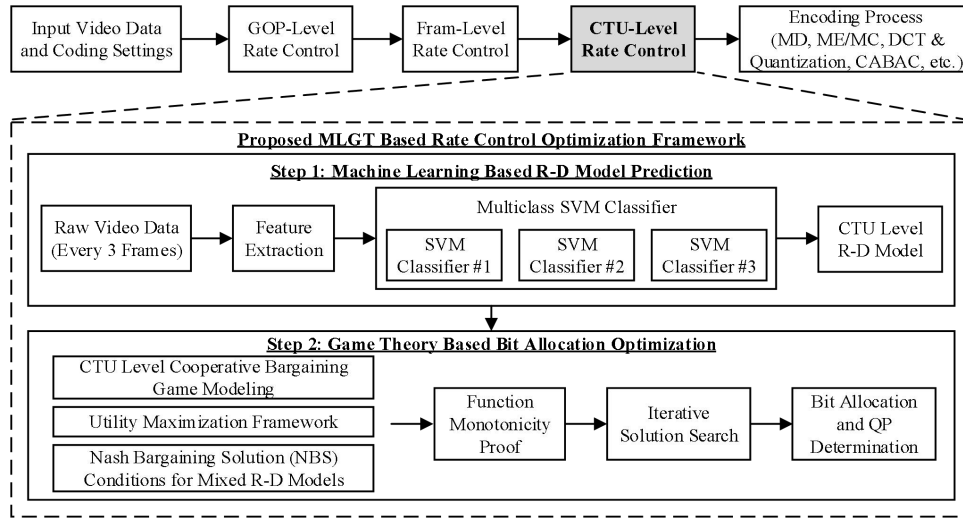 Input Video Data
and Coding Settings
GOP-Level
Rate Control
Fram-Level
Rate Control
CTU-Level
Rate Control
Encoding Process
(MD, ME/MC, DCT &
Quantization, CABAC, etc.)
Proposed MLGT Based Rate Control Optimization Framework
Step 1: Machine Learning Based R-D Model Prediction
Raw Video Data
(Every 3 Frames)
Feature
Extraction
Multiclass SVM Classifier
SVM
Classifier #1
SVM
Classifier #2
SVM
Classifier #3
CTU Level
R-D Model
Step 2: Game Theory Based Bit Allocation Optimization
CTU Level Cooperative Bargaining
Game Modeling
Utility Maximization Framework
Nash Bargaining Solution (NBS)
Conditions for Mixed R-D Models
Function
Monotonicity
Proof
Iterative
Solution Search
Bit Allocation
and QP
Determination